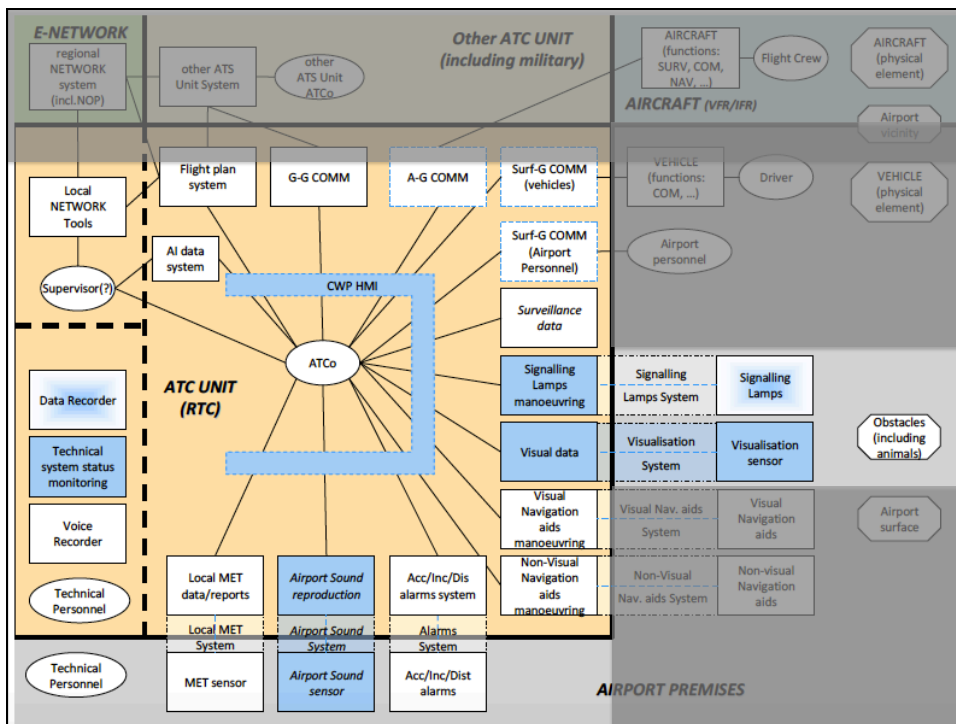 E-NETWORK
regional
NETWORK
system
(incl.NOP)
other ATS
Unit System
other
ATS Unit
ATCo
Other ATC UNIT
(including military)
AIRCRAFT
(functions:
SURV, COM,
NAV, ...)
Flight Crew
AIRCRAFT
(physical
element)
AIRCRAFT (VFR/IFR)
Airport
vicinity
Local
NETWORK
Tools
Flight plan
system
G-G COMM
A-G COMM
Surf-G COMM
(vehicles)
VEHICLE
(functions:
COM, ...)
Driver
VEHICLE
(physical
element)
AI data
system
Surf-G COMM
(Airport
Personnel)
Airport
personnel
Supervisor(?)
CWP HMI
Surveillance
data
ATCo
ATC UNIT
(RTC)
Signalling
Lamps
manoeuvring
Signalling
Lamps System
Signalling
Lamps
Data Recorder
Technical
system status
monitoring
Visual data
Visualisation
System
Visualisation
sensor
Obstacles
(including
animals)
Voice
Recorder
Visual
Navigation
aids
manoeuvring
Visual Nav. aids
System
Visual
Navigation
aids
Airport
surface
Technical
Personnel
Local MET
data/reports
Airport Sound
reproduction
Acc/Inc/Dis
alarms system
Non-Visual
Navigation
aids
manoeuvring
Non-Visual
Nav. aids System
Non-visual
Navigation
aids
Local MET
System
Airport Sound
System
Alarms
System
Technical
Personnel
MET sensor
Airport Sound
sensor
Acc/Inc/Dist
alarms
AIRPORT PREMISES